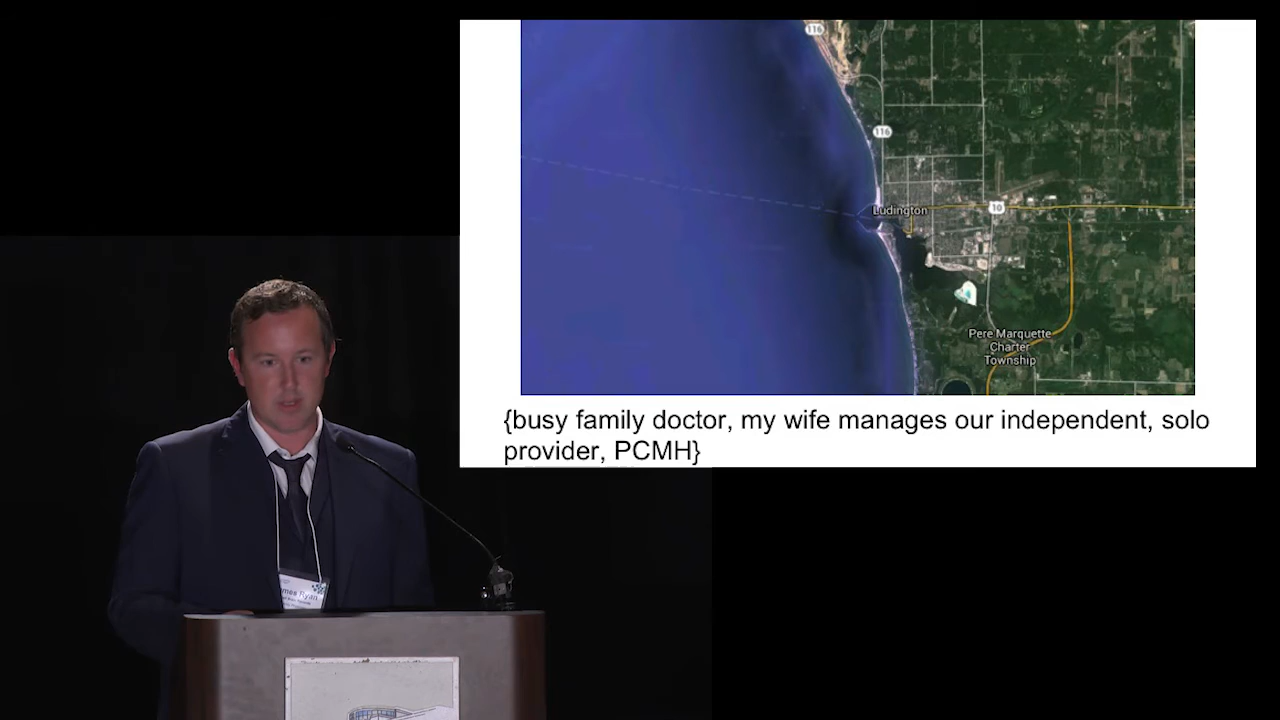 116
116
Ludington
10
Pere Marquette
Charter
Township
{busy family doctor, my wife manages our independent, solo
provider, PCMH}
Ryan